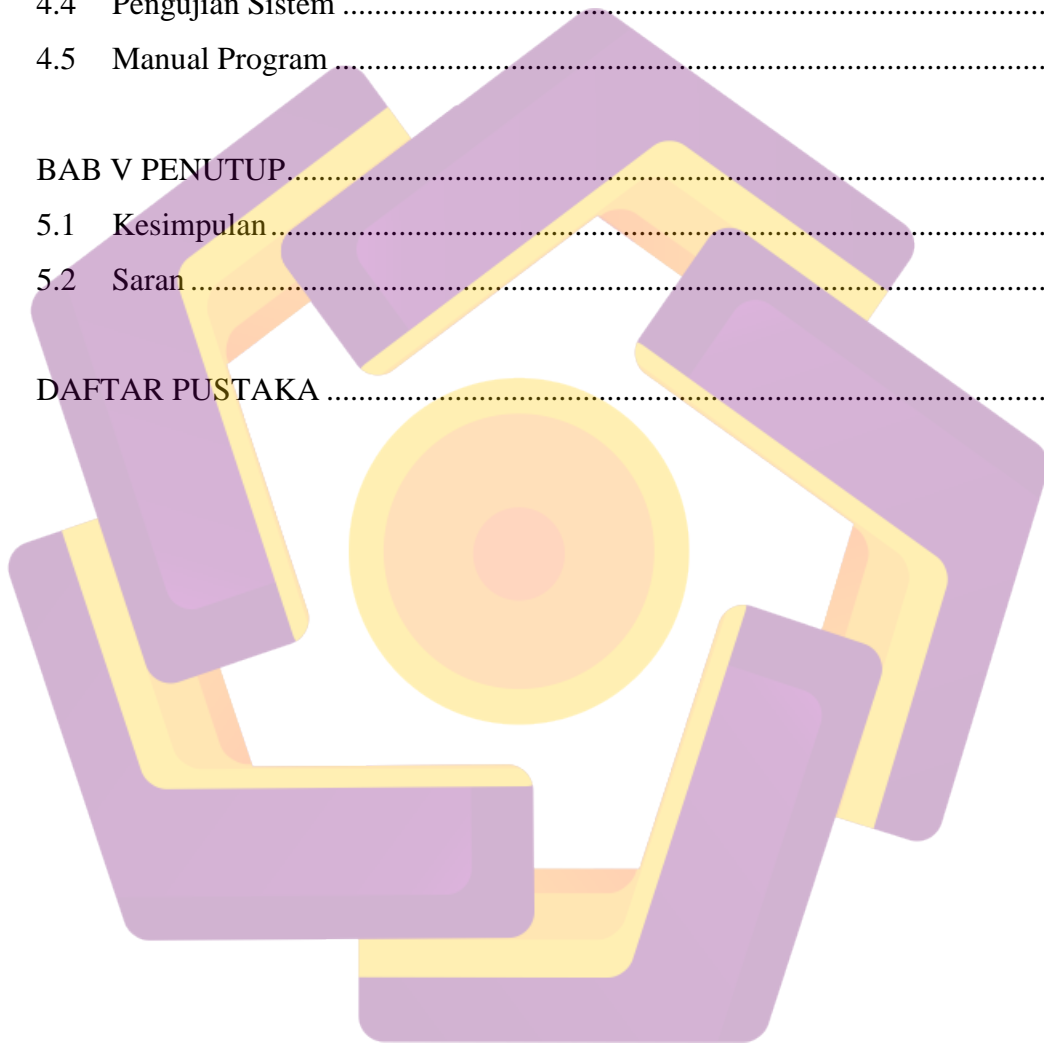 4.4 Pengujian Sistem ........................................................................................
4.5 Manual Program .........................................................................................
BAB V PENUTUP..............................................................................................
5.1 Kesimpulan .................................................................................................
5.2 Saran ...........................................................................................................
DAFTAR PUSTAKA .........................................................................................